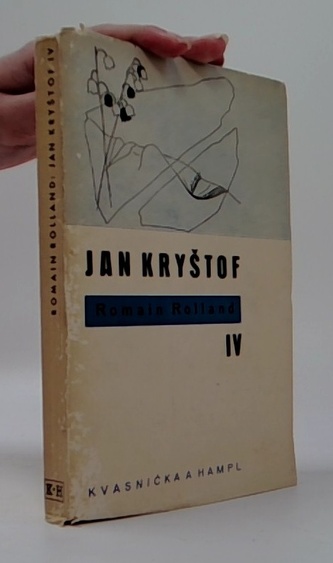 ROMAIN ROLLAND: JAN KRYŠTOF IV
K·H
JAN KRYŠTOF
Romain Rolland
IV
KVASNIČKA A HAMPL